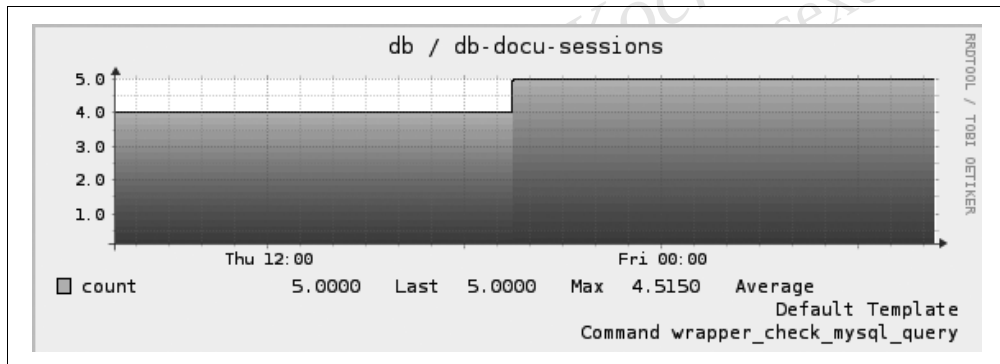 db / db-docu-sessions
5.0
4.0
3.0
2.0
1.0
Thu 12:00 Fri 00:00
count 5.0000 Last 5.0000 Max 4.5150 Average
Default Template
Command wrapper_check_mysql_query
RRDTOOL / TOBI OETIKER